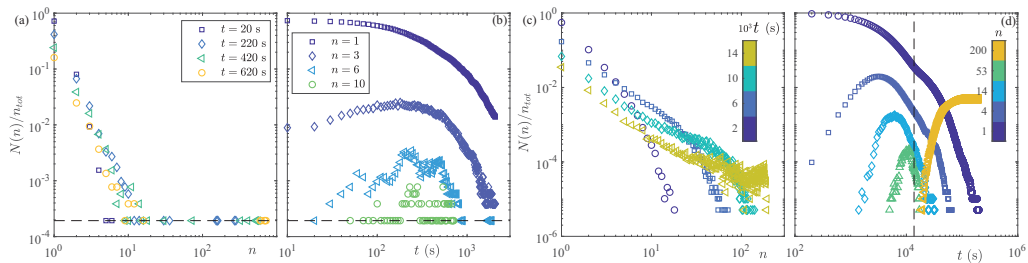 (a)
N(n)/n_tot
10^0
10^-1
10^-2
10^-3
10^-4
10^0
10^2
n
t = 20 s
t = 220 s
t = 420 s
t = 620 s
(b)
n = 1
n = 3
n = 6
n = 10
10^1
10^2
t (s)
10^3
(c)
N(n)/n_tot
10^0
10^-2
10^-4
10^-6
10^0
10^1
n
10^2
10^3 t (s)
14
10
6
2
(d)
n
200
53
14
4
1
10^2
10^4
t (s)
10^6